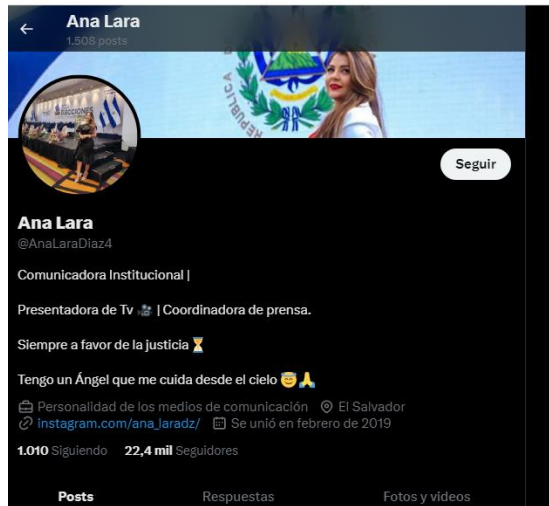 Ana Lara
1.508 posts
REPUBLICA
ELECCIONES
Seguir
Ana Lara
@AnaLaraDiaz4
Comunicadora Institucional |
Presentadora de Tv 🎥 | Coordinadora de prensa.
Siempre a favor de la justicia ⏳
Tengo un Ángel que me cuida desde el cielo 😇🙏
Personalidad de los medios de comunicación El Salvador
instagram.com/ana_laradz/ Se unió en febrero de 2019
1.010 Siguiendo 22,4 mil Seguidores
Posts Respuestas Fotos y videos